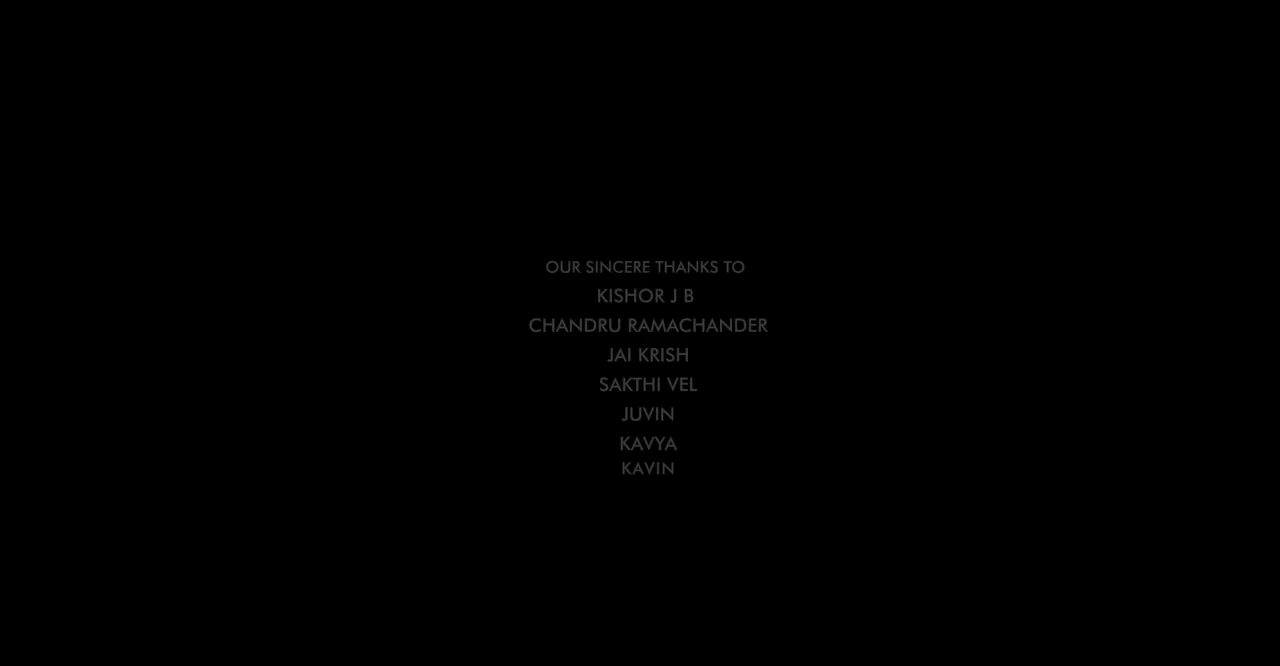 OUR SINCERE THANKS TO
KISHOR J B
CHANDRU RAMACHANDER
JAI KRISH
SAKTHI VEL
JUVIN
KAVYA
KAVIN